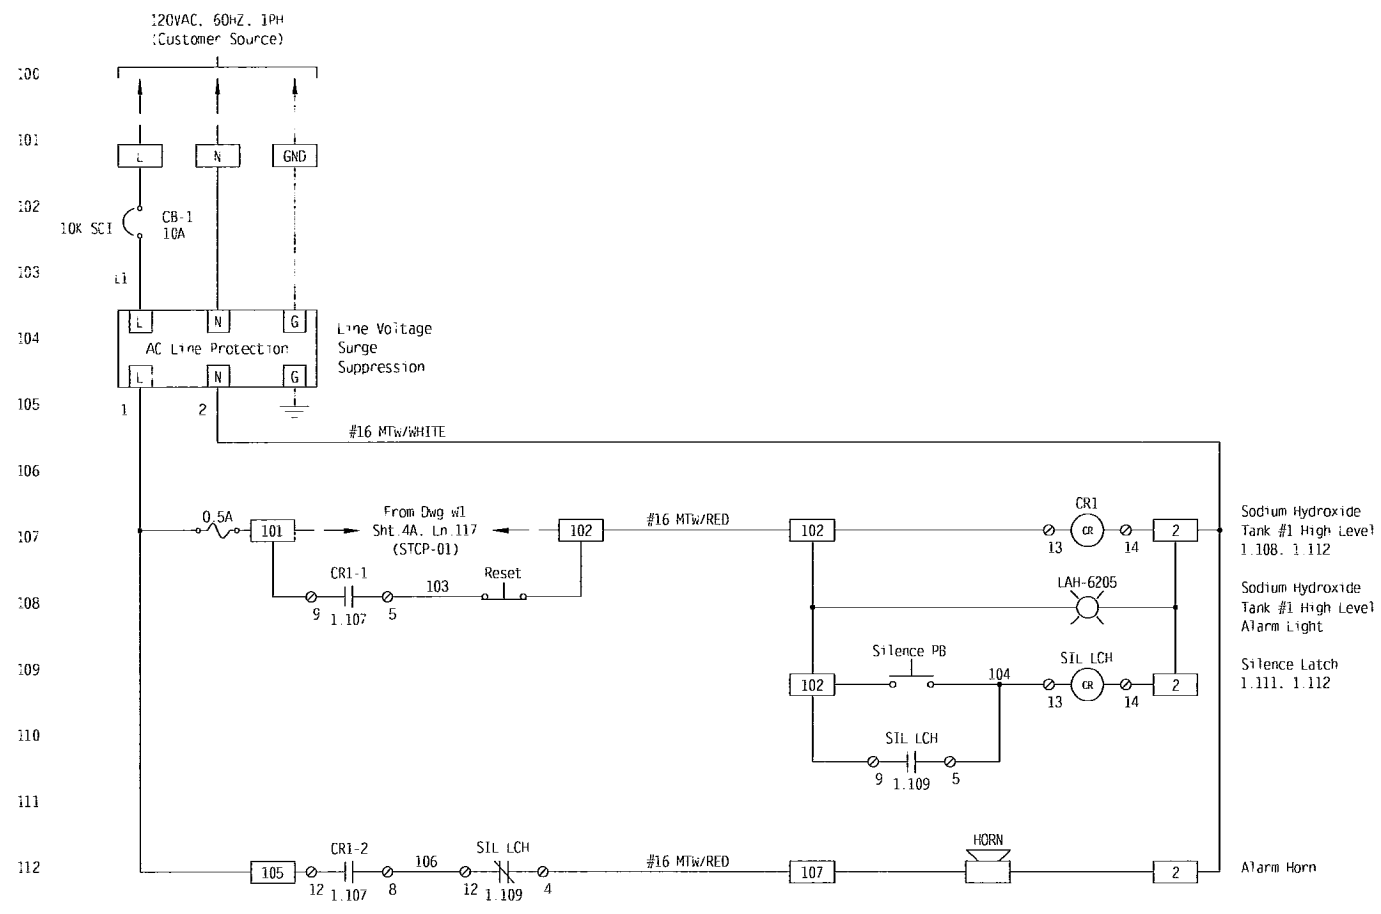 120VAC, 60HZ, 1PH
(Customer Source)
100
101
L
N
GND
102
10K SCI
CB-1
10A
103
L1
104
L
N
G
AC Line Protection
L
N
G
Line Voltage
Surge
Suppression
105
1
2
#16 MTW/WHITE
106
107
0.5A
101
From Dwg w1
Sht.4A, Ln.117
(STCP-01)
102
#16 MTW/RED
102
CR1
13
CR
14
2
Sodium Hydroxide
Tank #1 High Level
1.108, 1.112
108
CR1-1
9
1.107
5
103
Reset
LAH-6205
Sodium Hydroxide
Tank #1 High Level
Alarm Light
109
102
Silence PB
104
SIL LCH
13
CR
14
2
Silence Latch
1.111, 1.112
110
SIL LCH
9
1.109
5
111
112
105
CR1-2
12
1.107
8
106
SIL LCH
12
1.109
4
#16 MTW/RED
107
HORN
2
Alarm Horn